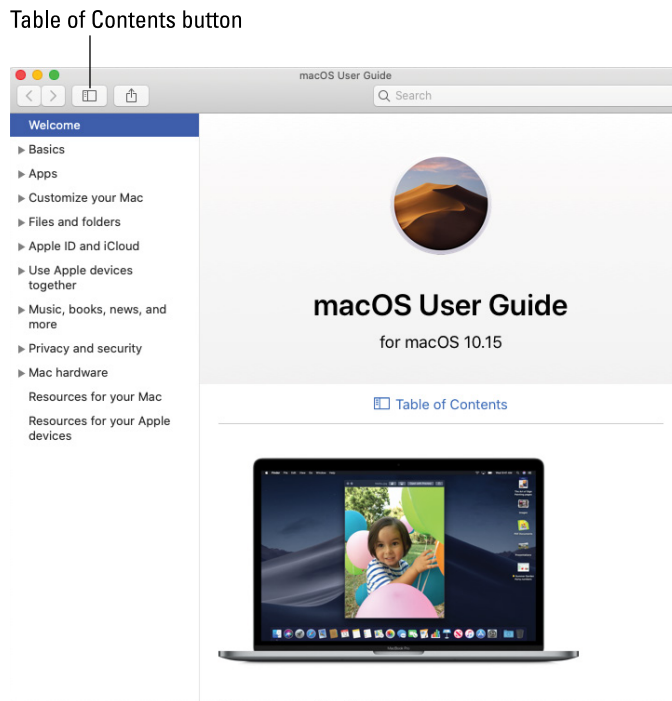 Table of Contents button
macOS User Guide
Search
Welcome
Basics
Apps
Customize your Mac
Files and folders
Apple ID and iCloud
Use Apple devices
together
Music, books, news, and
more
Privacy and security
Mac hardware
Resources for your Mac
Resources for your Apple
devices
macOS User Guide
for macOS 10.15
Table of Contents
MacBook Pro